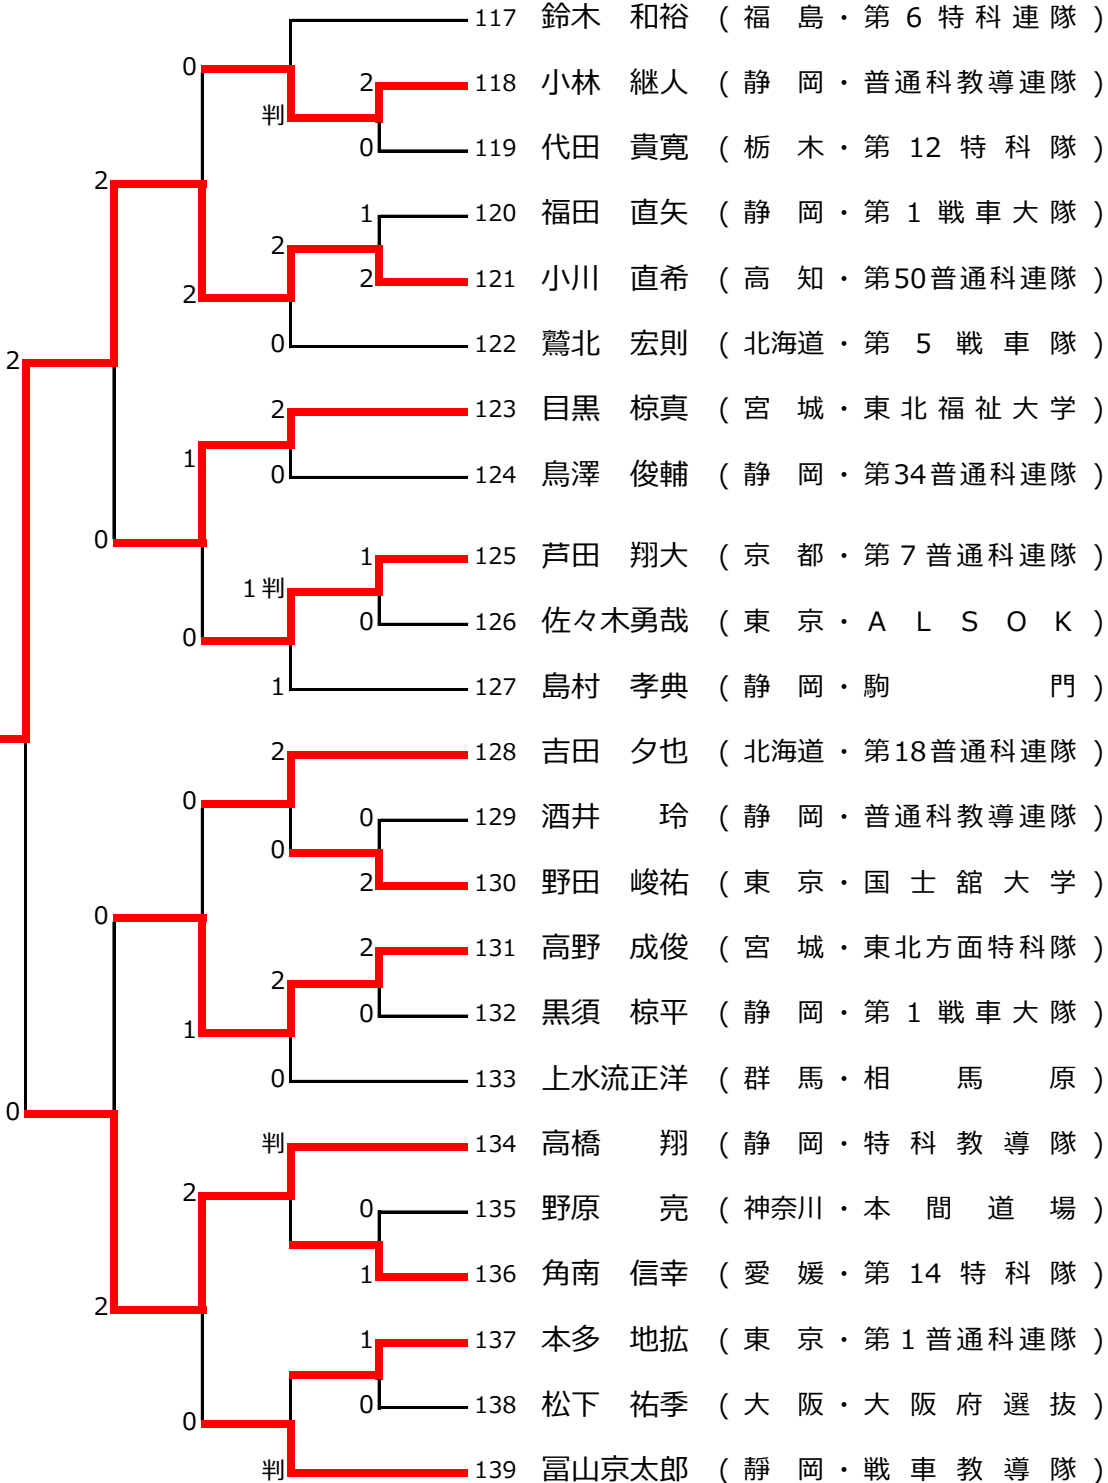 117 鈴木 和裕 (福島・第6特科連隊)
0
118 小林 継人 (静岡・普通科教導連隊)
2
判
119 代田 貴寛 (栃木・第12特科隊)
0
2
120 福田 直矢 (静岡・第1戦車大隊)
1
2
121 小川 直希 (高知・第50普通科連隊)
2
2
122 鷲北 宏則 (北海道・第5戦車隊)
0
2
123 目黒 椋真 (宮城・東北福祉大学)
2
1
124 鳥澤 俊輔 (静岡・第34普通科連隊)
0
0
125 芦田 翔大 (京都・第7普通科連隊)
1
1判
126 佐々木勇哉 (東京・ALSOK)
0
0
127 島村 孝典 (静岡・駒門)
1
128 吉田 夕也 (北海道・第18普通科連隊)
2
0
129 酒井 玲 (静岡・普通科教導連隊)
0
0
130 野田 峻祐 (東京・国士舘大学)
2
0
131 高野 成俊 (宮城・東北方面特科隊)
2
2
132 黒須 椋平 (静岡・第1戦車大隊)
0
1
133 上水流正洋 (群馬・相馬原)
0
0
134 高橋 翔 (静岡・特科教導隊)
判
2
135 野原 亮 (神奈川・本間道場)
0
136 角南 信幸 (愛媛・第14特科隊)
1
2
137 本多 地拡 (東京・第1普通科連隊)
1
138 松下 祐季 (大阪・大阪府選抜)
0
0
139 冨山京太郎 (静岡・戦車教導隊)
判